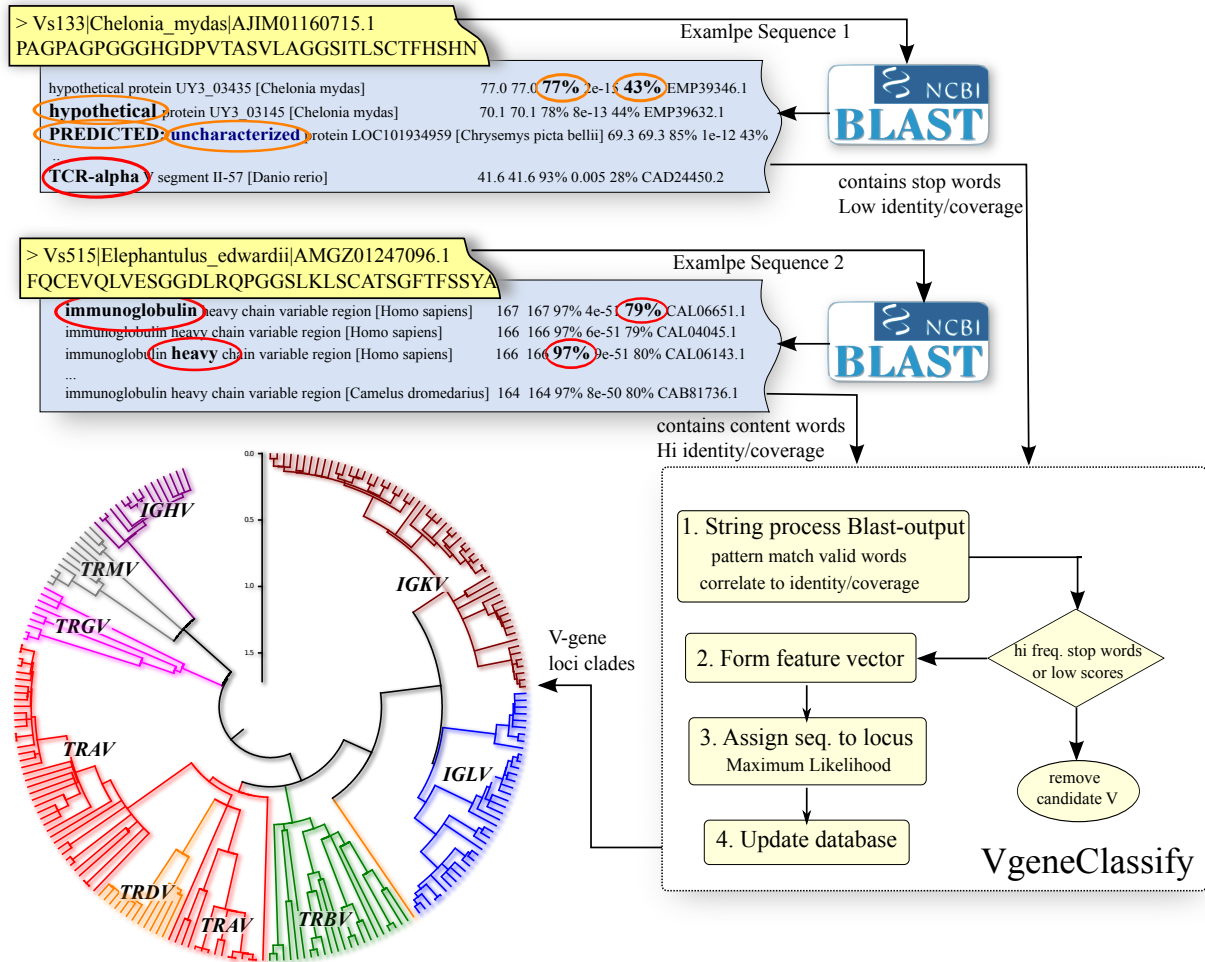 > Vs133|Chelonia_mydas|AJIM01160715.1
PAGPAGPGGGHGDPVTASVLAGGSITLSCTFHSHN
Examlpe Sequence 1
hypothetical protein UY3_03435 [Chelonia mydas] 77.0 77.0 77% 2e-15 43% EMP39346.1
hypothetical protein UY3_03145 [Chelonia mydas] 70.1 70.1 78% 8e-13 44% EMP39632.1
PREDICTED: uncharacterized protein LOC101934959 [Chrysemys picta bellii] 69.3 69.3 85% 1e-12 43%
...
TCR-alpha V segment II-57 [Danio rerio] 41.6 41.6 93% 0.005 28% CAD24450.2
NCBI
BLAST
contains stop words
Low identity/coverage
> Vs515|Elephantulus_edwardii|AMGZ01247096.1
FQCEVQLVESGGDLRQPGGSLKLSCATSGFTFSSYA
Examlpe Sequence 2
immunoglobulin heavy chain variable region [Homo sapiens] 167 167 97% 4e-51 79% CAL06651.1
immunoglobulin heavy chain variable region [Homo sapiens] 166 166 97% 6e-51 79% CAL04045.1
immunoglobulin heavy chain variable region [Homo sapiens] 166 166 97% 9e-51 80% CAL06143.1
...
immunoglobulin heavy chain variable region [Camelus dromedarius] 164 164 97% 8e-50 80% CAB81736.1
NCBI
BLAST
contains content words
Hi identity/coverage
0.0
0.5
1.0
1.5
IGHV
TRMV
TRGV
TRAV
TRDV
TRAV
TRBV
IGLV
IGKV
V-gene
loci clades
1. String process Blast-output
pattern match valid words
correlate to identity/coverage
hi freq. stop words
or low scores
2. Form feature vector
3. Assign seq. to locus
Maximum Likelihood
remove
candidate V
4. Update database
VgeneClassify